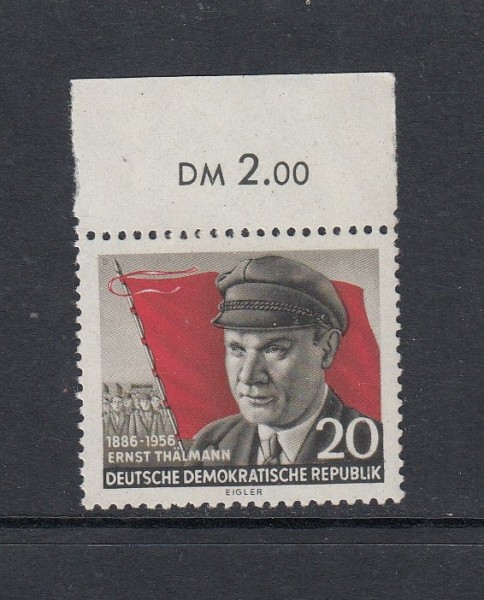 DM 2.00
1886-1956
ERNST THÄLMANN
20
DEUTSCHE DEMOKRATISCHE REPUBLIK
EIGLER